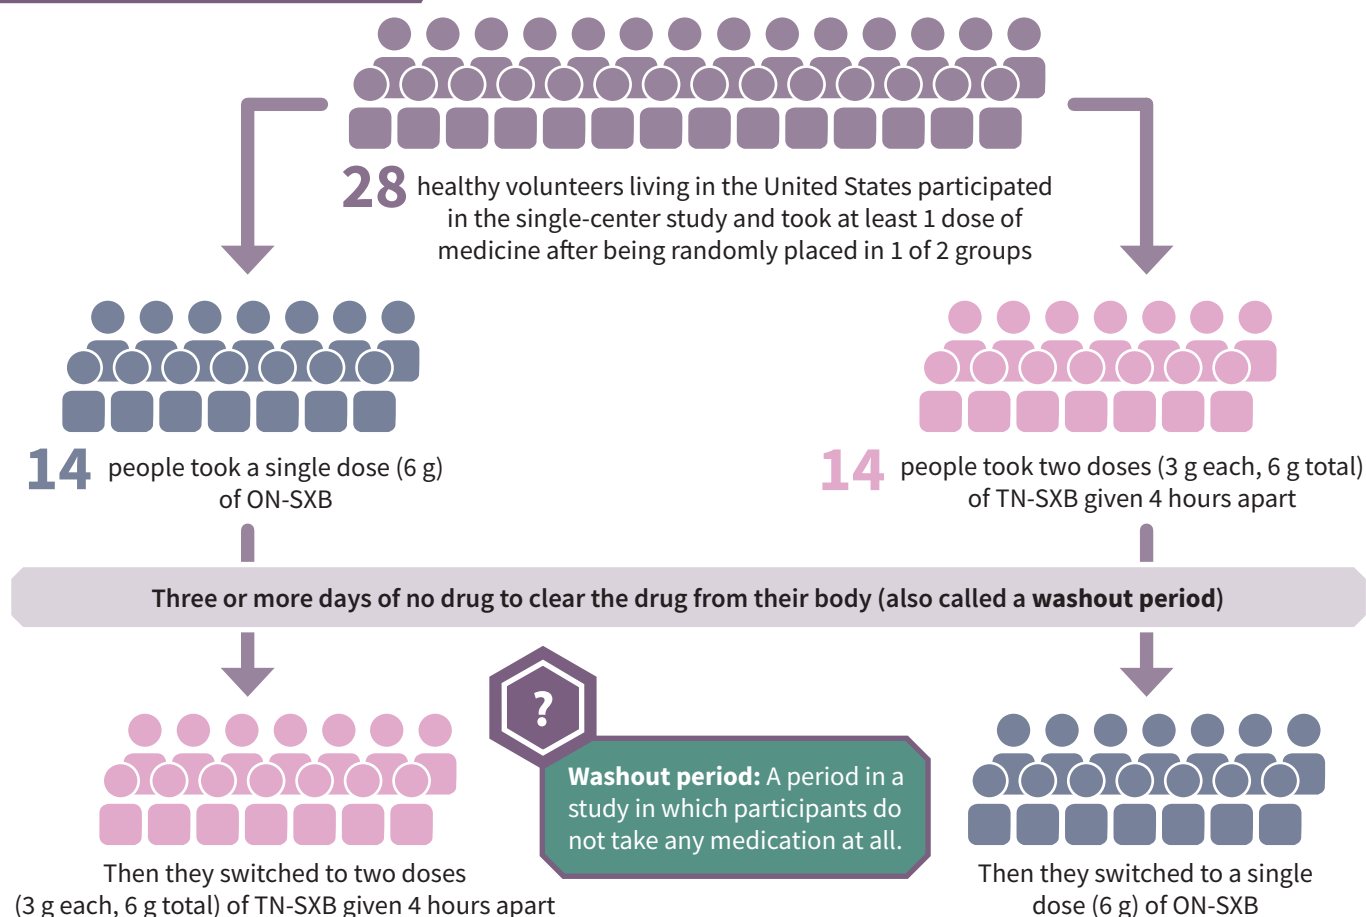 28 healthy volunteers living in the United States participated
in the single-center study and took at least 1 dose of
medicine after being randomly placed in 1 of 2 groups
14 people took a single dose (6 g)
of ON-SXB
14 people took two doses (3 g each, 6 g total)
of TN-SXB given 4 hours apart
Three or more days of no drug to clear the drug from their body (also called a washout period)
?
Washout period: A period in a
study in which participants do
not take any medication at all.
Then they switched to two doses
(3 g each, 6 g total) of TN-SXB given 4 hours apart
Then they switched to a single
dose (6 g) of ON-SXB